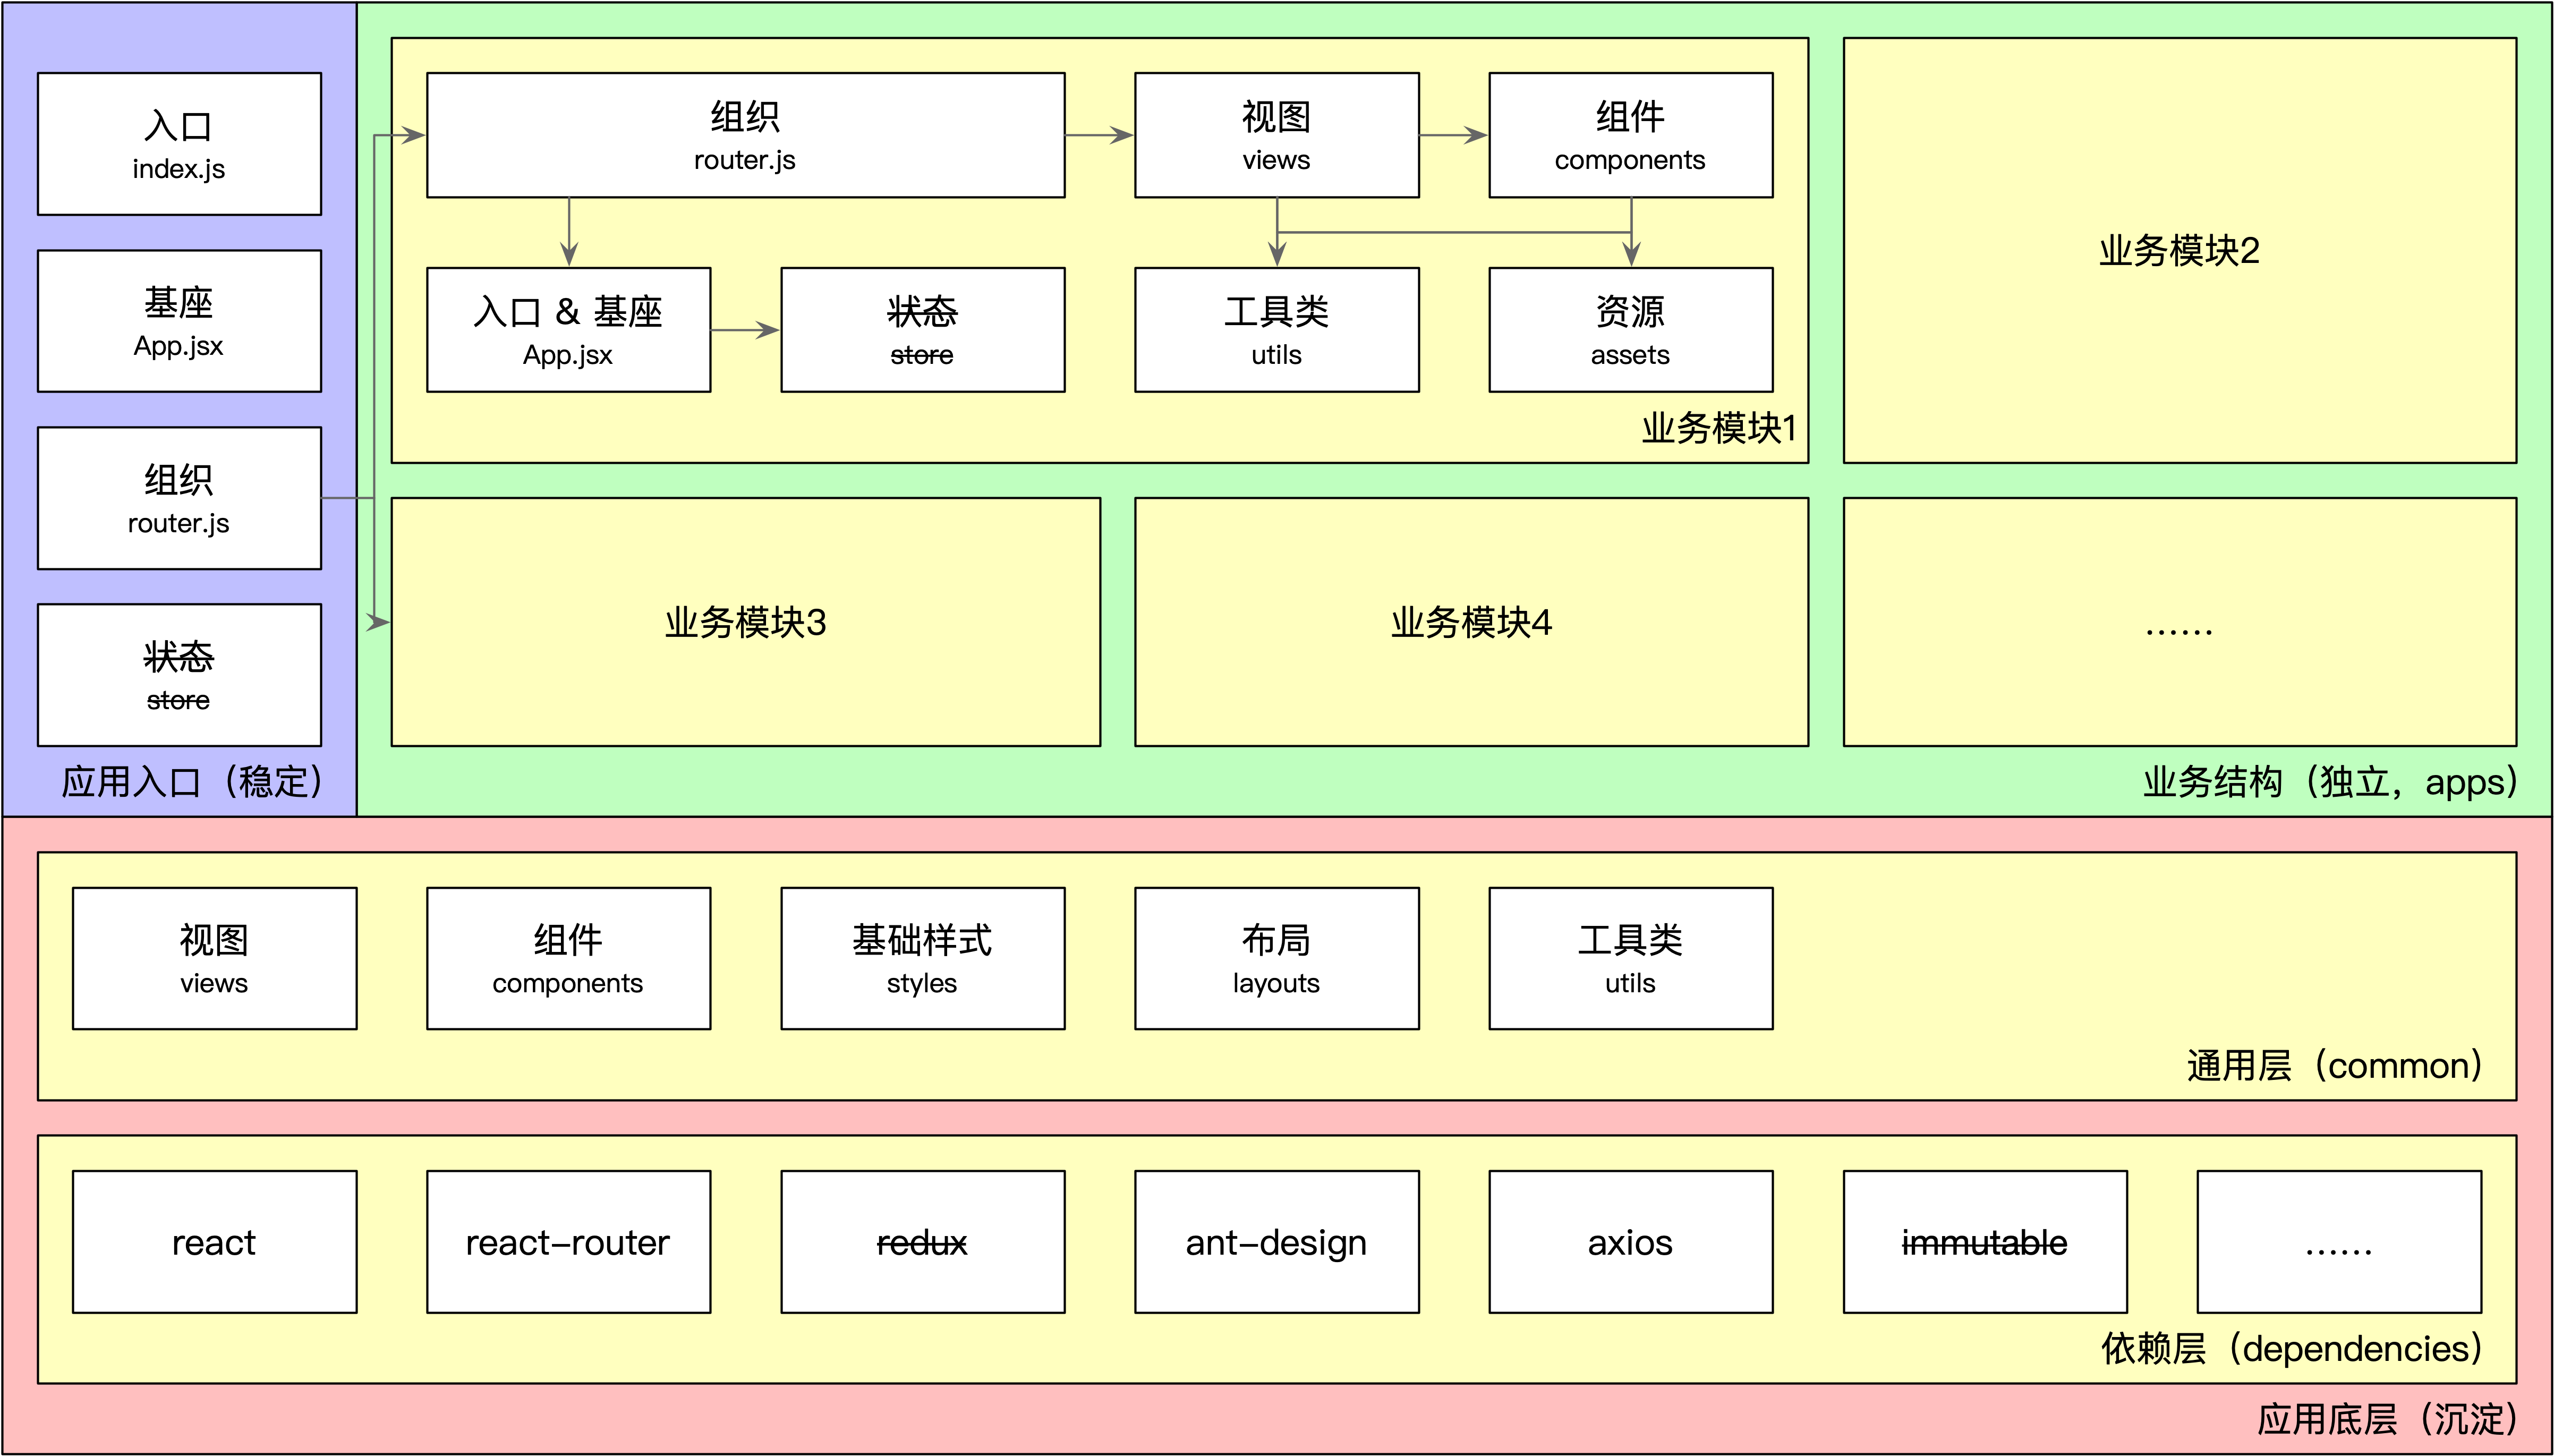 入口
index.js
基座
App.jsx
组织
router.js
状态
store
应用入口（稳定）
组织
router.js
视图
views
组件
components
入口 & 基座
App.jsx
状态
store
工具类
utils
资源
assets
业务模块1
业务模块2
业务模块3
业务模块4
……
业务结构（独立，apps）
视图
views
组件
components
基础样式
styles
布局
layouts
工具类
utils
通用层（common）
react
react-router
redux
ant-design
axios
immutable
……
依赖层（dependencies）
应用底层（沉淀）